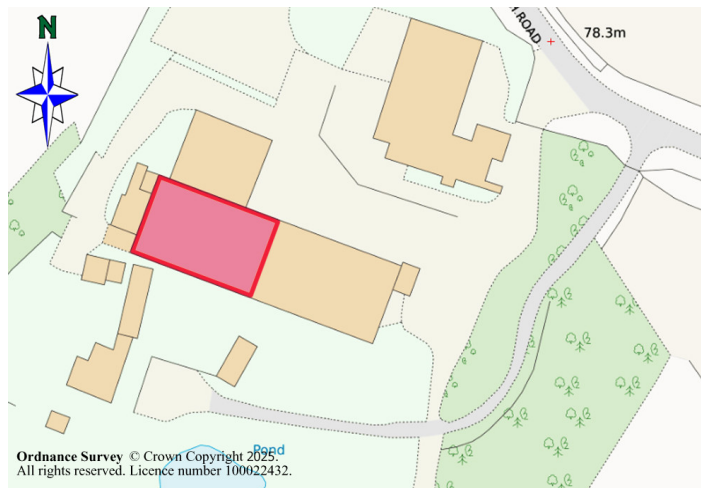 N
ROAD
78.3m
Pond
Ordnance Survey © Crown Copyright 2025.
All rights reserved. Licence number 100022432.